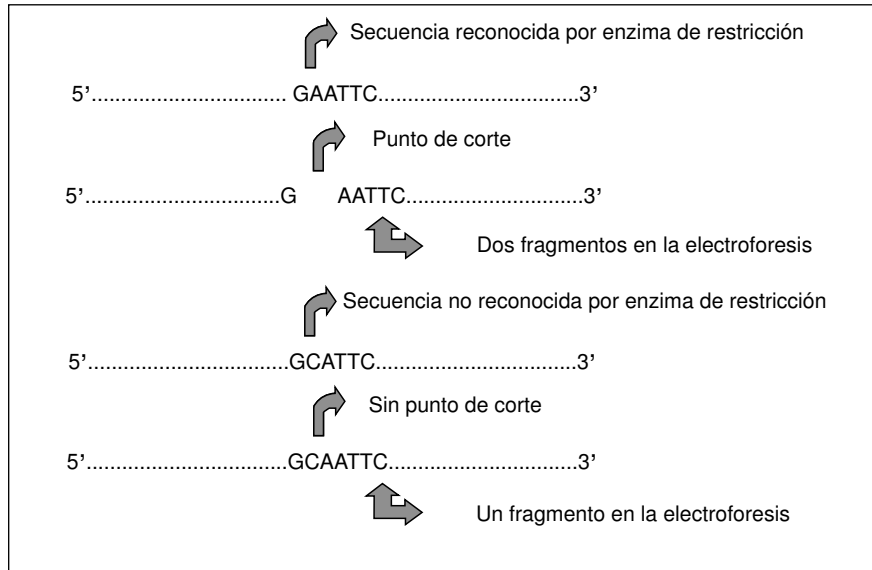 Secuencia reconocida por enzima de restricción
5’................................. GAATTC..................................3’
Punto de corte
5’.................................G AATTC.................................3’
Dos fragmentos en la electroforesis
Secuencia no reconocida por enzima de restricción
5’..................................GCATTC..................................3’
Sin punto de corte
5’..................................GCAATTC................................3’
Un fragmento en la electroforesis